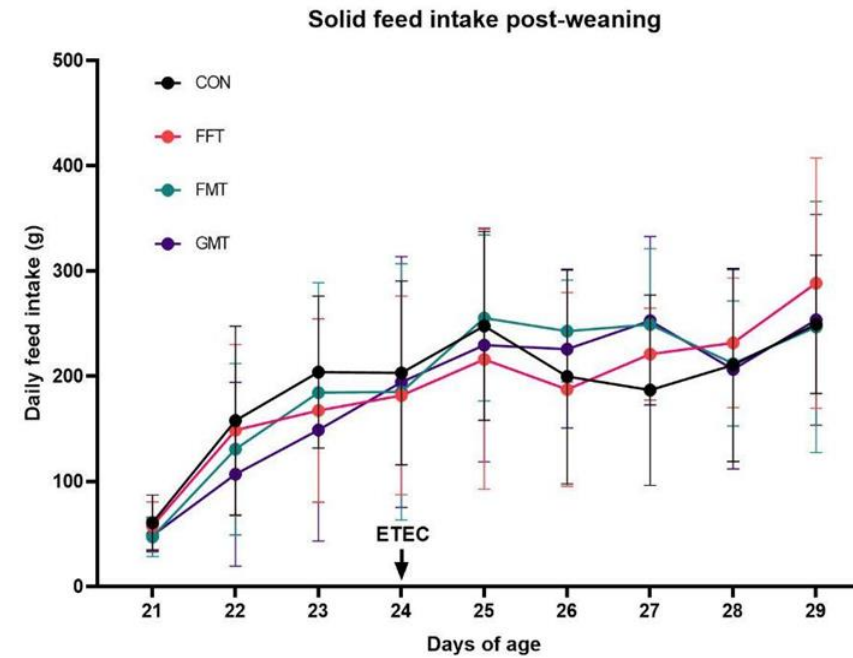 Solid feed intake post-weaning
500
400
300
200
100
0
Daily feed intake (g)
CON
FFT
FMT
GMT
ETEC
21 22 23 24 25 26 27 28 29
Days of age